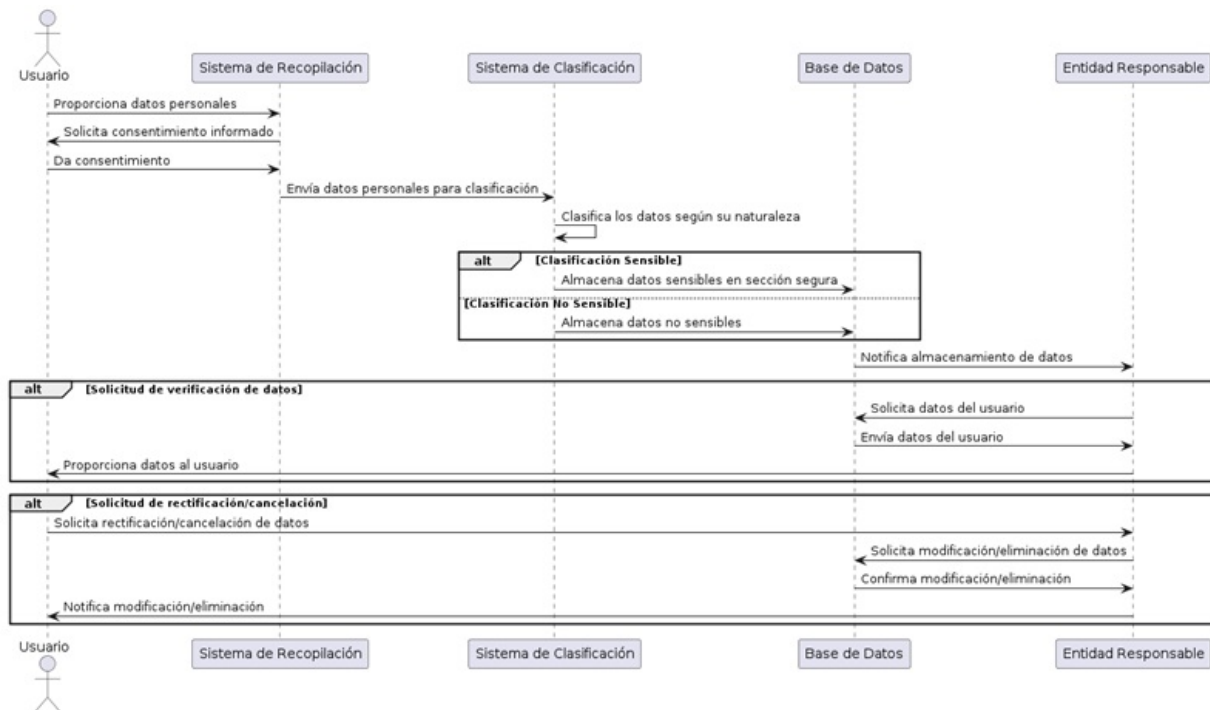 Usuario
Sistema de Recopilación
Sistema de Clasificación
Base de Datos
Entidad Responsable
Proporciona datos personales
Solicita consentimiento informado
Da consentimiento
Envía datos personales para clasificación
Clasifica los datos según su naturaleza
alt
[Clasificación Sensible]
Almacena datos sensibles en sección segura
[Clasificación No Sensible]
Almacena datos no sensibles
Notifica almacenamiento de datos
alt
[Solicitud de verificación de datos]
Solicita datos del usuario
Envía datos del usuario
Proporciona datos al usuario
alt
[Solicitud de rectificación/cancelación]
Solicita rectificación/cancelación de datos
Solicita modificación/eliminación de datos
Confirma modificación/eliminación
Notifica modificación/eliminación
Usuario
Sistema de Recopilación
Sistema de Clasificación
Base de Datos
Entidad Responsable